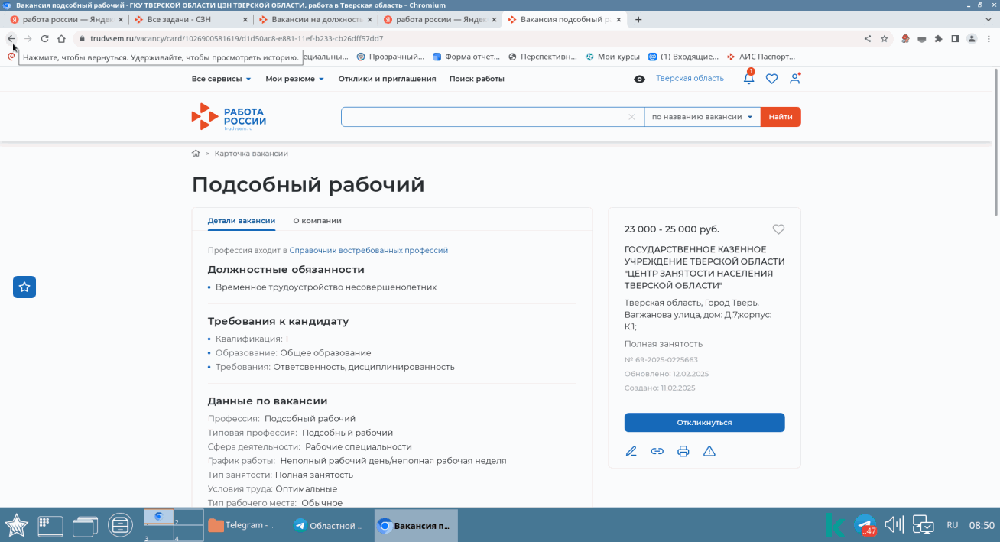 Вакансия подсобный рабочий - ГКУ ТВЕРСКОЙ ОБЛАСТИ ЦЗН ТВЕРСКОЙ ОБЛАСТИ, работа в Тверская область – Chromium
работа россии — Яндек
Все задачи - СЗН
Вакансии на должность
работа россии — Яндек
Вакансия подсобный р
trudvsem.ru/vacancy/card/1026900581619/d1d50ac8-e881-11ef-b233-cb26dff57dd7
Нажмите, чтобы вернуться. Удерживайте, чтобы просмотреть историю.
ециальны...
Прозрачный...
Форма отчет...
Перспективн...
Мои курсы
(1) Входящие...
АИС Паспорт...
Все сервисы
Мои резюме
Отклики и приглашения
Поиск работы
Тверская область
1
РАБОТА
РОССИИ
trudvsem.ru
по названию вакансии
Найти
> Карточка вакансии
Подсобный рабочий
Детали вакансии
О компании
Профессия входит в Справочник востребованных профессий
Должностные обязанности
• Временное трудоустройство несовершенолетних
Требования к кандидату
• Квалификация: 1
• Образование: Общее образование
• Требования: Ответсвенность, дисциплинированность
Данные по вакансии
Профессия: Подсобный рабочий
Типовая профессия: Подсобный рабочий
Сфера деятельности: Рабочие специальности
График работы: Неполный рабочий день/неполная рабочая неделя
Тип занятости: Полная занятость
Условия труда: Оптимальные
Тип рабочего места: Обычное
23 000 - 25 000 руб.
ГОСУДАРСТВЕННОЕ КАЗЕННОЕ
УЧРЕЖДЕНИЕ ТВЕРСКОЙ ОБЛАСТИ
"ЦЕНТР ЗАНЯТОСТИ НАСЕЛЕНИЯ
ТВЕРСКОЙ ОБЛАСТИ"
Тверская область, Город Тверь,
Вагжанова улица, дом: Д.7;корпус:
К.1;
Полная занятость
№ 69-2025-0225663
Обновлено: 12.02.2025
Создано: 11.02.2025
Откликнуться
2
3
4
Telegram - ...
Областной ...
Вакансия п...
..47
RU
08:50